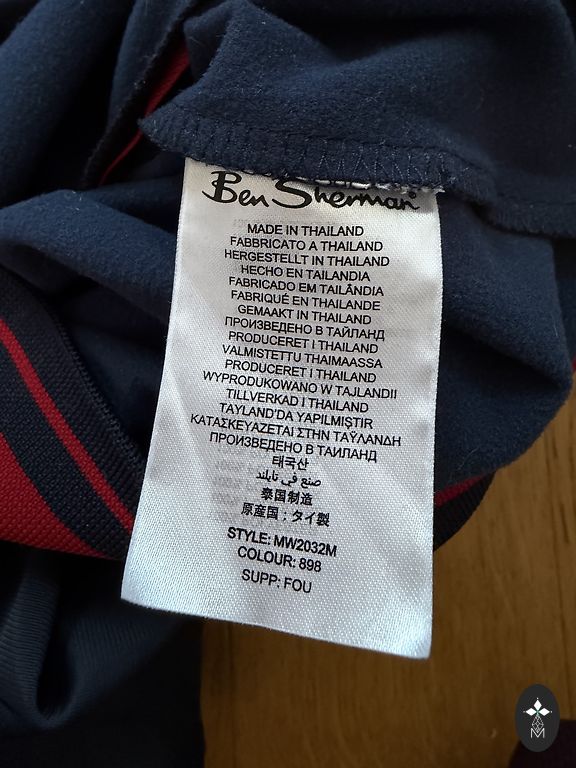 Ben Sherman
MADE IN THAILAND
FABBRICATO A THAILAND
HERGESTELLT IN THAILAND
HECHO EN TAILANDIA
FABRICADO EM TAILÂNDIA
FABRIQUÉ EN THAILANDE
GEMAAKT IN THAILAND
ПРОИЗВЕДЕНО В ТАЙЛАНД
PRODUCERET I THAILAND
VALMISTETTU THAIMAASSA
PRODUCERET I THAILAND
WYPRODUKOWANO W TAJLANDII
TILLVERKAD I THAILAND
TAYLAND'DA YAPILMIŞTIR
ΚΑΤΑΣΚΕΥΑΖΕΤΑΙ ΣΤΗΝ ΤΑΫΛΑΝΔΗ
ПРОИЗВЕДЕНО В ТАИЛАНД
태국산
صنع في تايلند
泰国制造
原産国；タイ製
STYLE: MW2032M
COLOUR: 898
SUPP: FOU
M